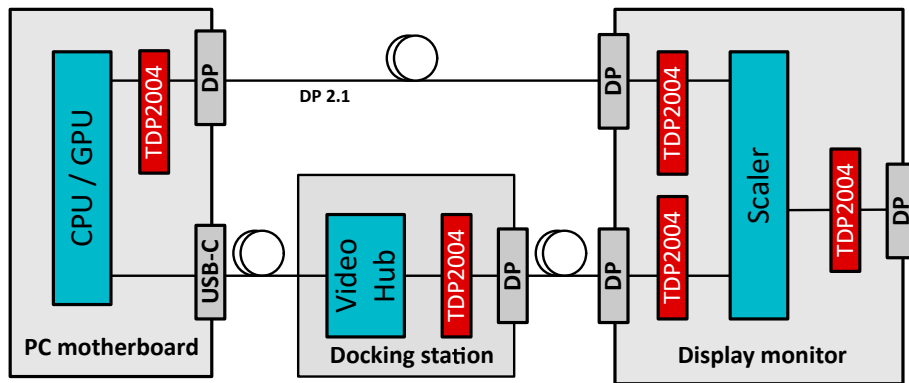 CPU / GPU
TDP2004
DP
DP 2.1
DP
TDP2004
Scaler
TDP2004
DP
USB-C
Video
Hub
TDP2004
DP
DP
TDP2004
PC motherboard
Docking station
Display monitor